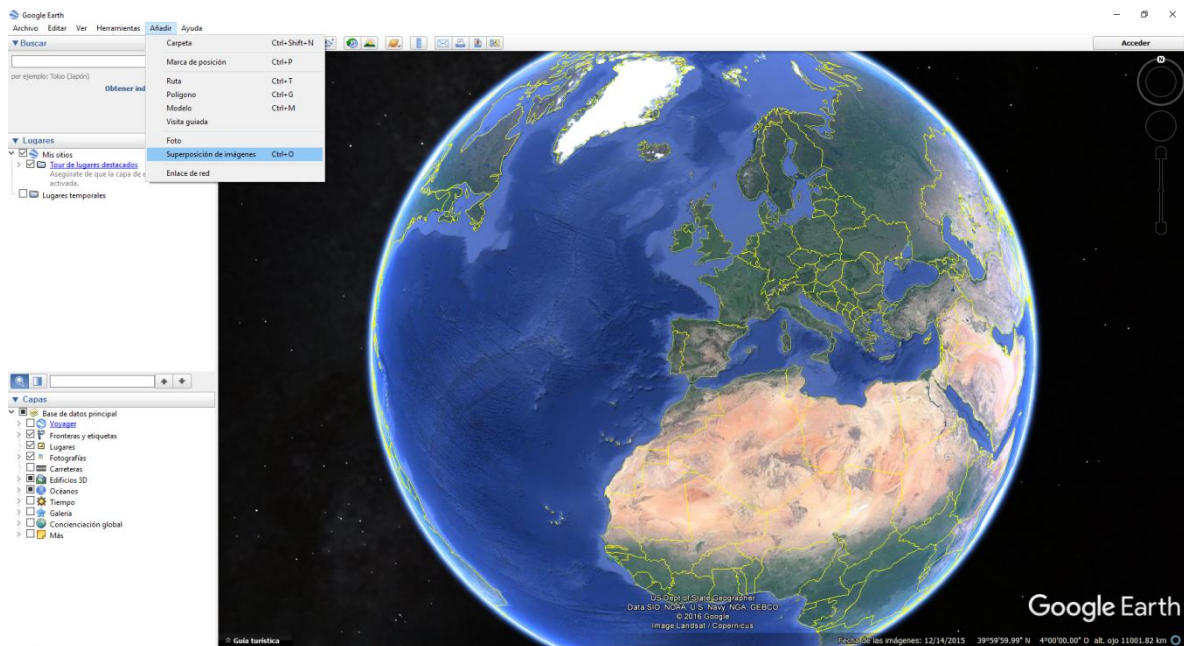 Google Earth
Archivo Editar Ver Herramientas Añadir Ayuda
▼ Buscar
por ejemplo: Tokio (Japón)
Obtener ind
Carpeta Ctrl+Shift+N
Marca de posición Ctrl+P
Ruta Ctrl+T
Polígono Ctrl+G
Modelo Ctrl+M
Visita guiada
Foto
Superposición de imágenes Ctrl+O
Enlace de red
Acceder
N
▼ Lugares
Mis sitios
Tour de lugares destacados
Asegúrate de que la capa de e
activada.
Lugares temporales
▼ Capas
Base de datos principal
Voyager
Fronteras y etiquetas
Lugares
Fotografías
Carreteras
Edificios 3D
Océanos
Tiempo
Galería
Concienciación global
Más
US Dept of State Geographer
Data SIO, NOAA, U.S. Navy, NGA, GEBCO
© 2016 Google
Image Landsat / Copernicus
Google Earth
Guía turística
Fecha de las imágenes: 12/14/2015 39°59'59.99" N 4°00'00.00" O alt. ojo 11001.82 km